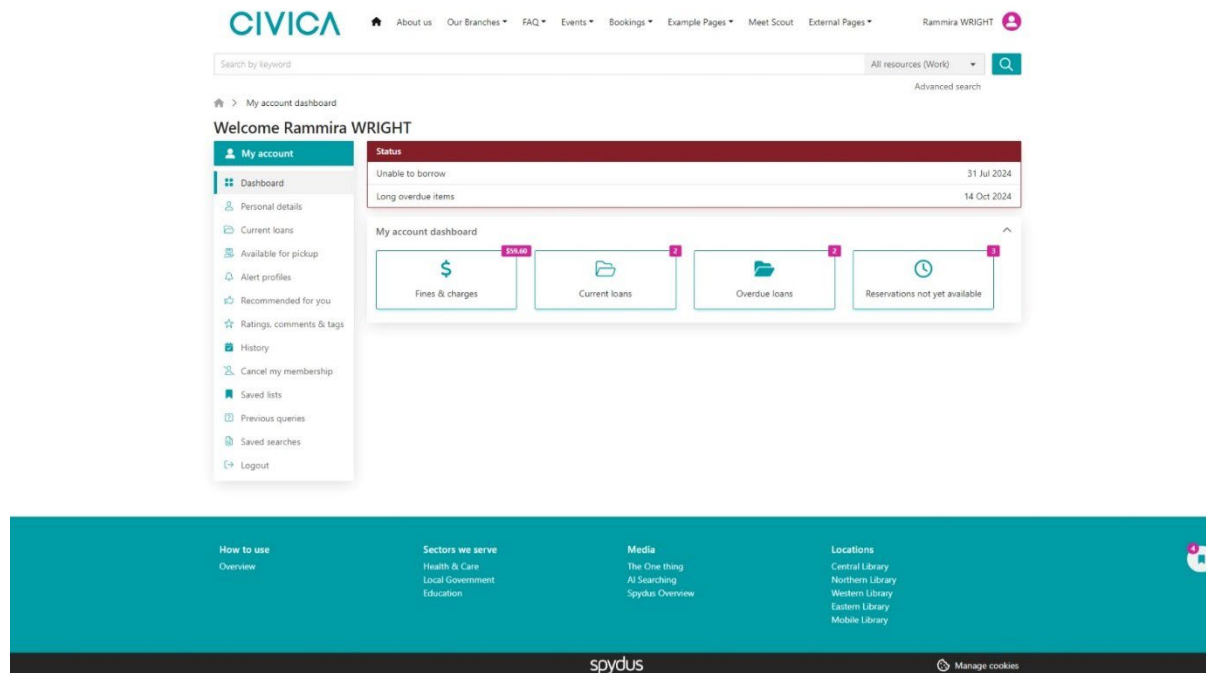 CIVICA
About us Our Branches FAQ Events Bookings Example Pages Meet Scout External Pages Rammira WRIGHT
Search by keyword All resources (Work)
Advanced search
> My account dashboard
Welcome Rammira WRIGHT
My account
Dashboard
Personal details
Current loans
Available for pickup
Alert profiles
Recommended for you
Ratings, comments & tags
History
Cancel my membership
Saved lists
Previous queries
Saved searches
Logout
Status
Unable to borrow 31 Jul 2024
Long overdue items 14 Oct 2024
My account dashboard
$59.60
$
Fines & charges
2
Current loans
2
Overdue loans
3
Reservations not yet available
How to use
Overview
Sectors we serve
Health & Care
Local Government
Education
Media
The One thing
AI Searching
Spydus Overview
Locations
Central Library
Northern Library
Western Library
Eastern Library
Mobile Library
4
spydus
Manage cookies